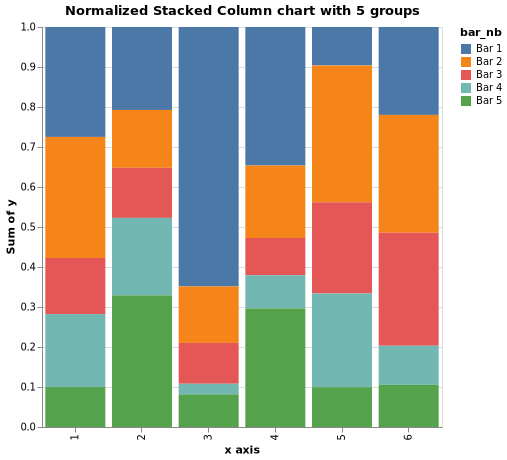 Normalized Stacked Column chart with 5 groups
bar_nb
Bar 1
Bar 2
Bar 3
Bar 4
Bar 5
Sum of y
1.0
0.9
0.8
0.7
0.6
0.5
0.4
0.3
0.2
0.1
0.0
1
2
3
4
5
6
x axis